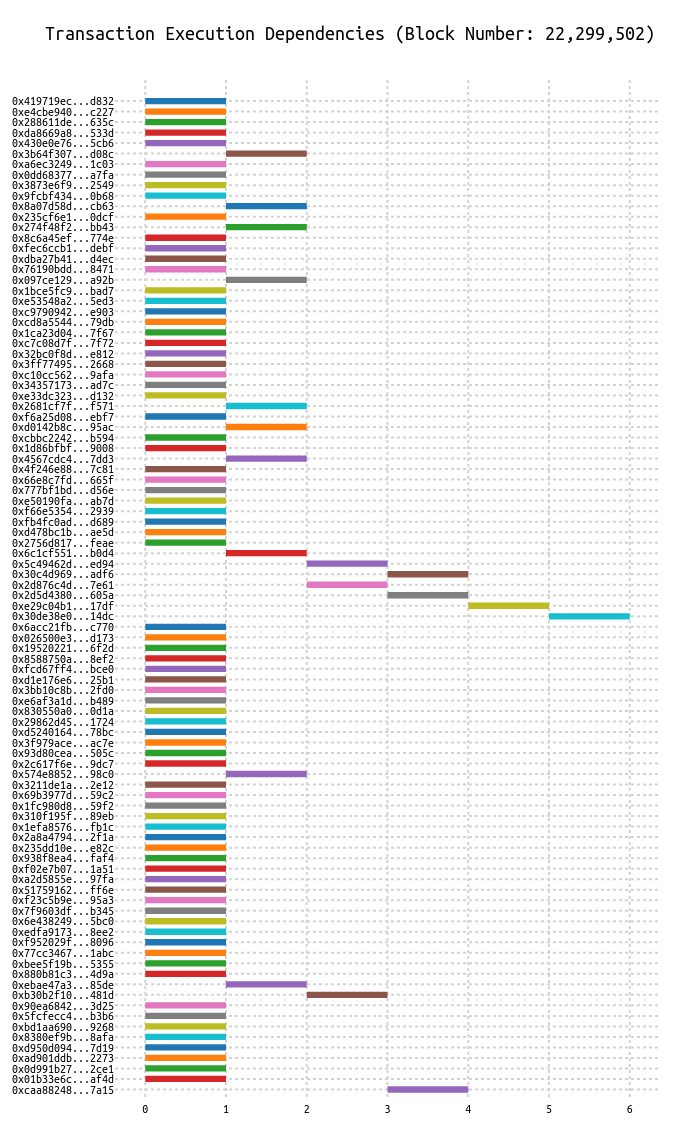 Transaction Execution Dependencies (Block Number: 22,299,502)
0x419719ec...d832
0xe4cbe940...c227
0x288611de...635c
0xda8669a8...533d
0x430e0e76...5cb6
0x3b64f307...d08c
0xa6ec3249...1c03
0x0dd68377...a7fa
0x3873e6f9...2549
0x9fcbf434...0b68
0x8a07d58d...cb63
0x235cf6e1...0dcf
0x274f48f2...bb43
0x8c6a45ef...774e
0xfec6ccb1...debf
0xdba27b41...d4ec
0x76190bdd...8471
0x097ce129...a92b
0x1bce5fc9...bad7
0xe53548a2...5ed3
0xc9790942...e903
0xcd8a5544...79db
0x1ca23d04...7f67
0xc7c08d7f...7f72
0x32bc0f8d...e812
0x3ff77495...2668
0xc10cc562...9afa
0x34357173...ad7c
0xe33dc323...d132
0x2681cf7f...f571
0xf6a25d08...ebf7
0xd0142b8c...95ac
0xcbbc2242...b594
0x1d86bfbf...9008
0x4567cdc4...7dd3
0x4f246e88...7c81
0x66e8c7fd...665f
0x777bf1bd...d56e
0xe50190fa...ab7d
0xf66e5354...2939
0xfb4fc0ad...d689
0xd478bc1b...ae5d
0x2756d817...feae
0x6c1cf551...b0d4
0x5c49462d...ed94
0x30c4d969...adf6
0x2d876c4d...7e61
0x2d5d4380...605a
0xe29c04b1...17df
0x30de38e0...14dc
0x6acc21fb...c770
0x026500e3...d173
0x19520221...6f2d
0x8588750a...8ef2
0xfcd67ff4...bce0
0xd1e176e6...25b1
0x3bb10c8b...2fd0
0xe6af3a1d...b489
0x830550a0...0d1a
0x29862d45...1724
0xd5240164...78bc
0x3f979ace...ac7e
0x93d80cea...505c
0x2c617f6e...9dc7
0x574e8852...98c0
0x3211de1a...2e12
0x69b3977d...59c2
0x1fc980d8...59f2
0x310f195f...89eb
0x1efa8576...fb1c
0x2a8a4794...2f1a
0x235dd10e...e82c
0x938f8ea4...faf4
0xf02e7b07...1a51
0xa2d5855e...97fa
0x51759162...ff6e
0xf23c5b9e...95a3
0x7f9603df...b345
0x6e438249...5bc0
0xedfa9173...8ee2
0xf952029f...8096
0x77cc3467...1abc
0xbee5f19b...5355
0x880b81c3...4d9a
0xebae47a3...85de
0xb30b2f10...481d
0x90ea6842...3d25
0x5fcfecc4...b3b6
0xbd1aa690...9268
0x8380ef9b...8afa
0xd950d094...7d19
0xad901ddb...2273
0x0d991b27...2ce1
0x01b33e6c...af4d
0xcaa88248...7a15
0 1 2 3 4 5 6